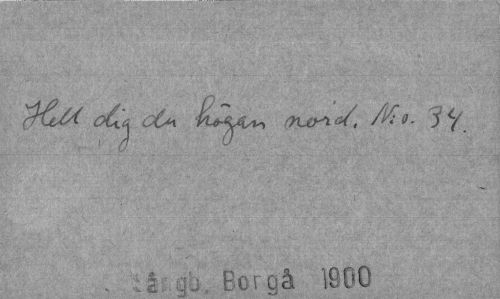 Hell dig du högan nord. N:o. 34.
Sångb. Borgå 1900